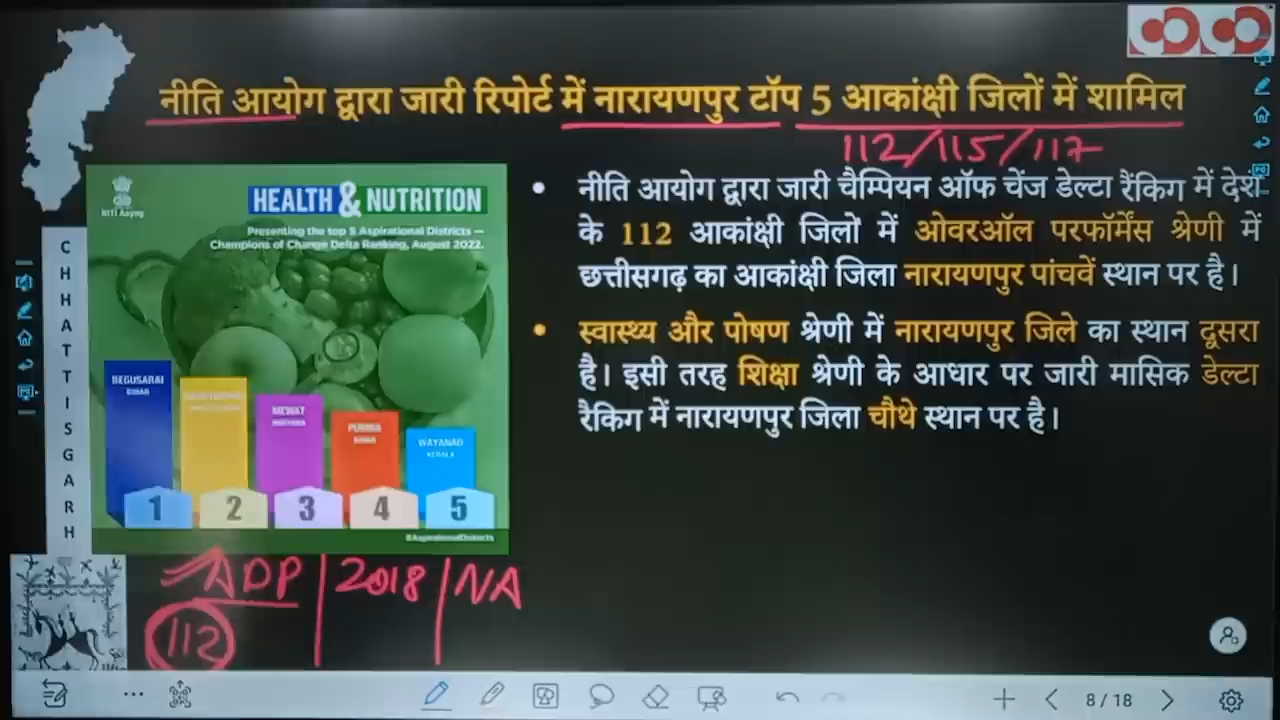 नीति आयोग द्वारा जारी रिपोर्ट में नारायणपुर टॉप 5 आकांक्षी जिलों में शामिल
112/115/117
NITI Aayog
HEALTH & NUTRITION
Presenting the top 5 Aspirational Districts –
Champions of Change Delta Ranking, August 2022.
BEGUSARAI
BIHAR
MEWAT
HARYANA
PURNIA
BIHAR
WAYANAD
KERALA
1
2
3
4
5
#AspirationalDistricts
CHHATTISGARH
• नीति आयोग द्वारा जारी चैम्पियन ऑफ चेंज डेल्टा रैंकिग में देश
के 112 आकांक्षी जिलों में ओवरऑल परफॉर्मेंस श्रेणी में
छत्तीसगढ़ का आकांक्षी जिला नारायणपुर पांचवें स्थान पर है।
• स्वास्थ्य और पोषण श्रेणी में नारायणपुर जिले का स्थान दूसरा
है। इसी तरह शिक्षा श्रेणी के आधार पर जारी मासिक डेल्टा
रैकिग में नारायणपुर जिला चौथे स्थान पर है।
ADP | 2018 | NA
112
8 / 18